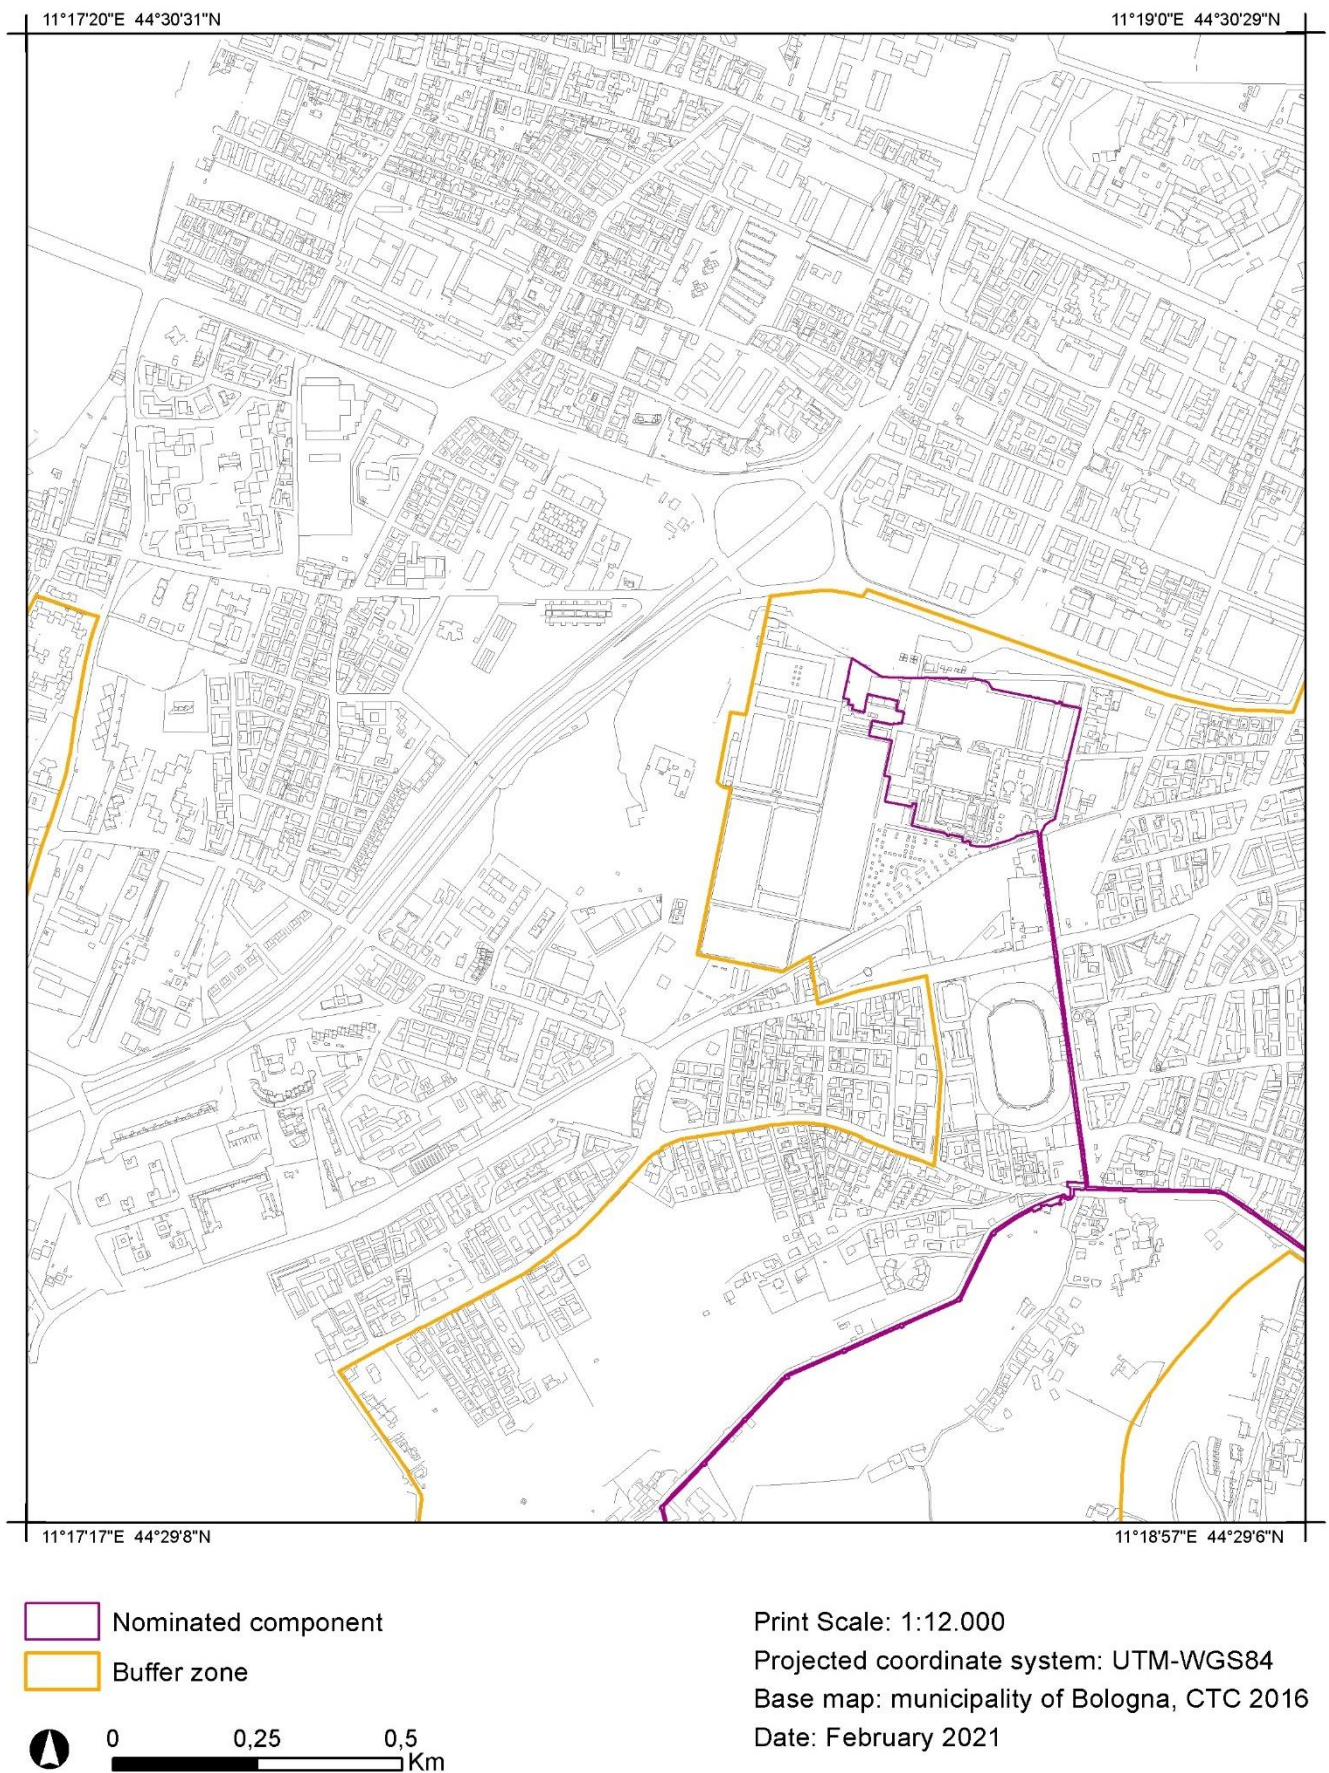 11°17'20"E 44°30'31"N
11°19'0"E 44°30'29"N
11°17'17"E 44°29'8"N
11°18'57"E 44°29'6"N
Nominated component
Buffer zone
0 0,25 0,5
Km
Print Scale: 1:12.000
Projected coordinate system: UTM-WGS84
Base map: municipality of Bologna, CTC 2016
Date: February 2021